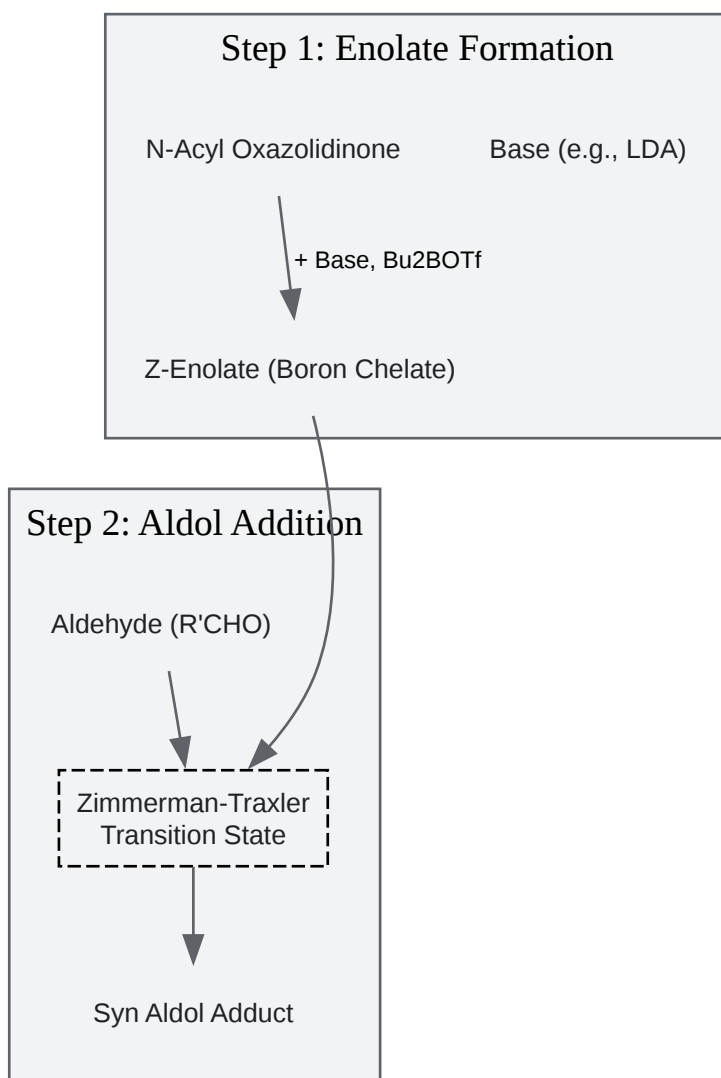 Step 1: Enolate Formation
N-Acyl Oxazolidinone
Base (e.g., LDA)
+ Base, Bu2BOTf
Z-Enolate (Boron Chelate)
Step 2: Aldol Addition
Aldehyde (R'CHO)
Zimmerman-Traxler
Transition State
Syn Aldol Adduct